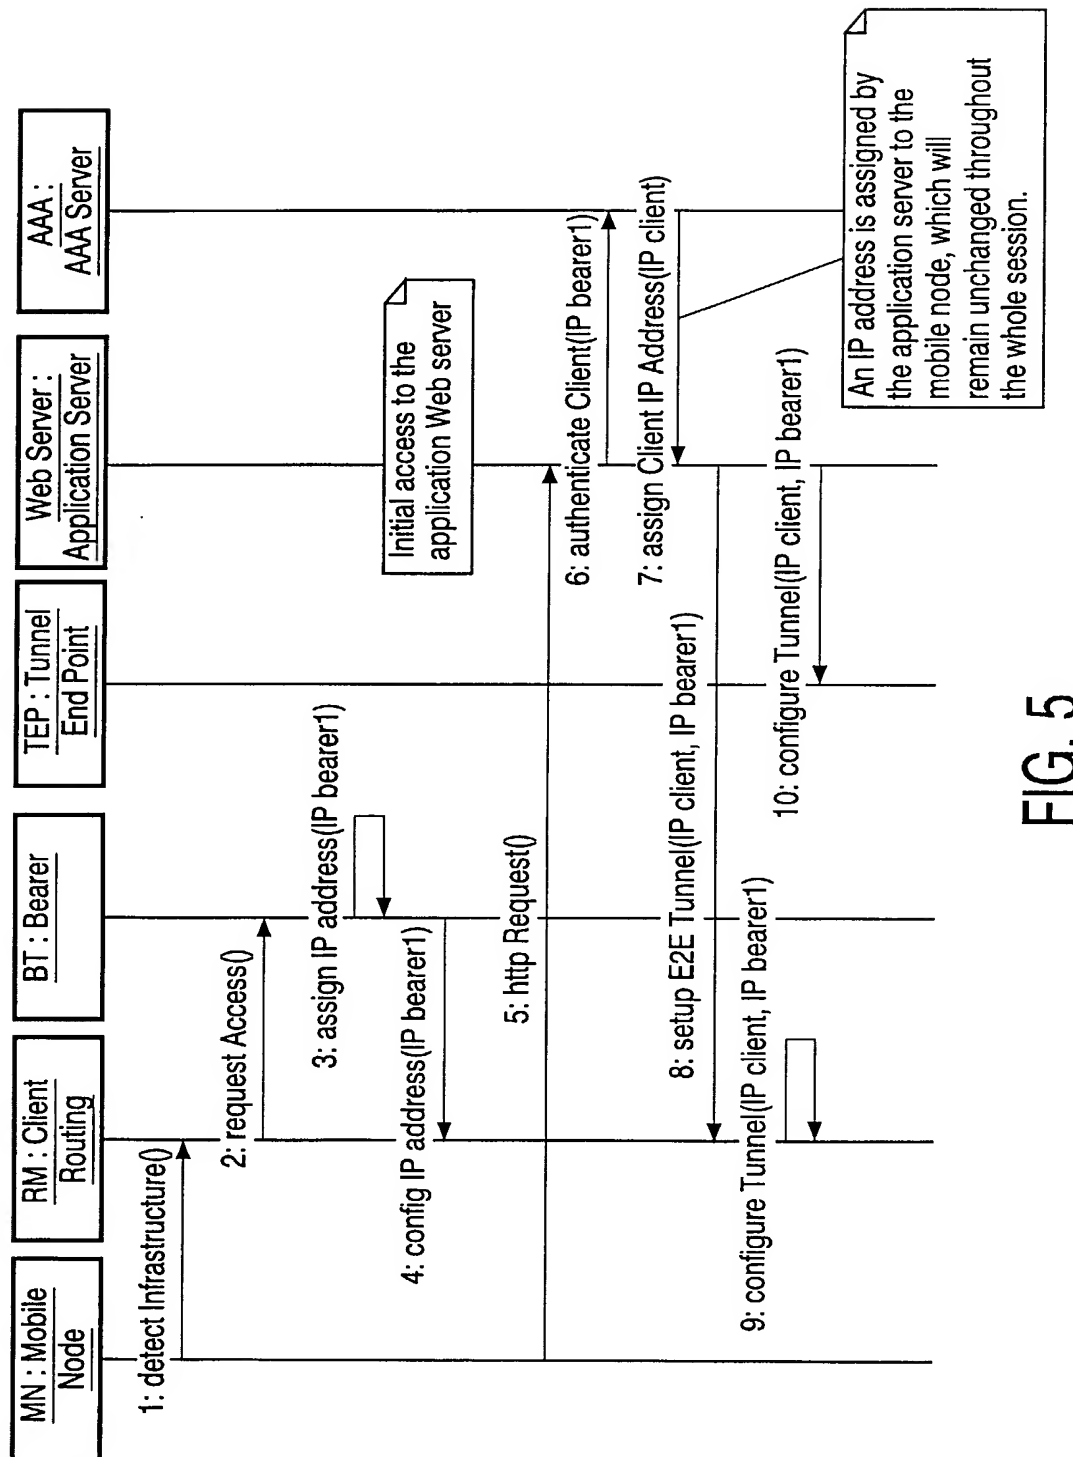 MN : Mobile
Node
RM : Client
Routing
BT : Bearer
TEP : Tunnel
End Point
Web Server :
Application Server
AAA :
AAA Server
1: detect Infrastructure()
2: request Access()
3: assign IP address(IP bearer1)
4: config IP address(IP bearer1)
Initial access to the
application Web server
5: http Request()
6: authenticate Client(IP bearer1)
7: assign Client IP Address(IP client)
8: setup E2E Tunnel(IP client, IP bearer1)
9: configure Tunnel(IP client, IP bearer1)
10: configure Tunnel(IP client, IP bearer1)
An IP address is assigned by
the application server to the
mobile node, which will
remain unchanged throughout
the whole session.
FIG. 5